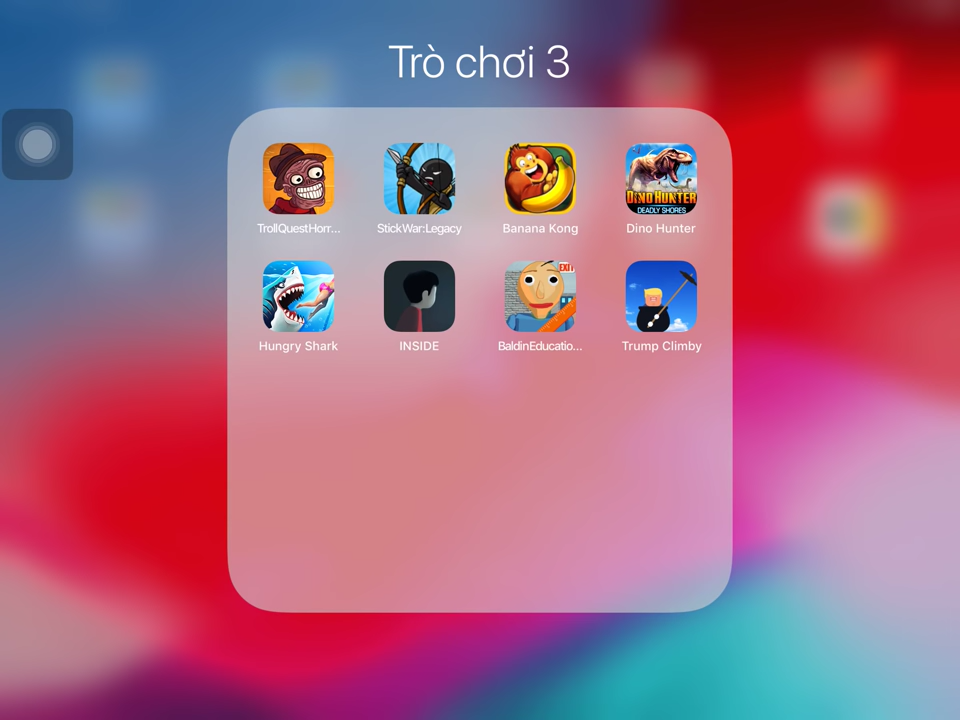 Trò chơi 3
TrollQuestHorr...
StickWar:Legacy
Banana Kong
DINO HUNTER
DEADLY SHORES
Dino Hunter
EXIT
Hungry Shark
INSIDE
BaldinEducatio...
Trump Climby